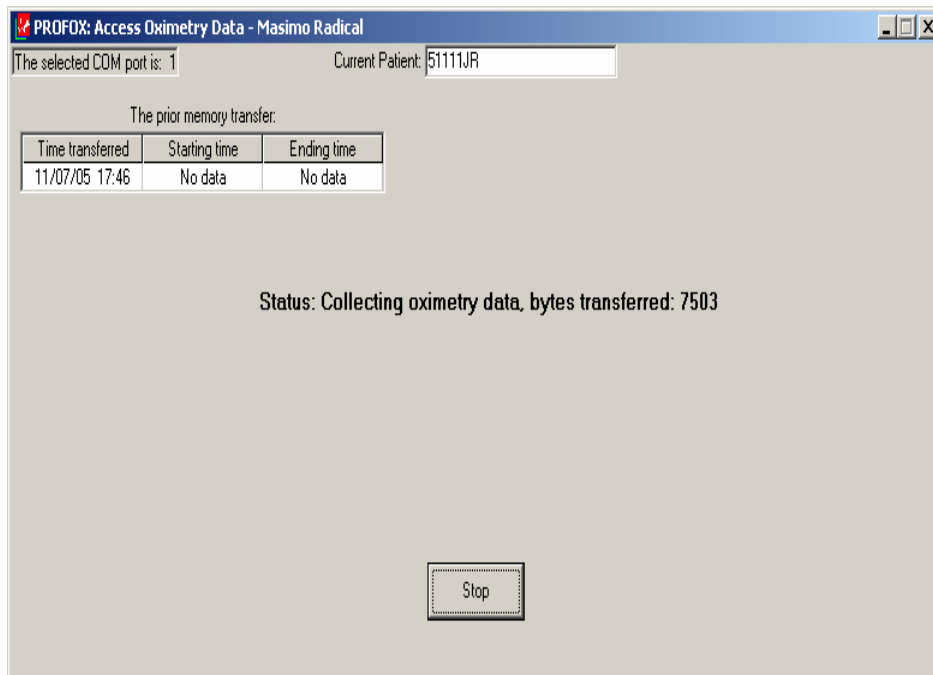 PROFOX: Access Oximetry Data - Masimo Radical
The selected COM port is: 1
Current Patient: 51111JR
The prior memory transfer:
Time transferred Starting time Ending time
11/07/05 17:46 No data No data
Status: Collecting oximetry data, bytes transferred: 7503
Stop